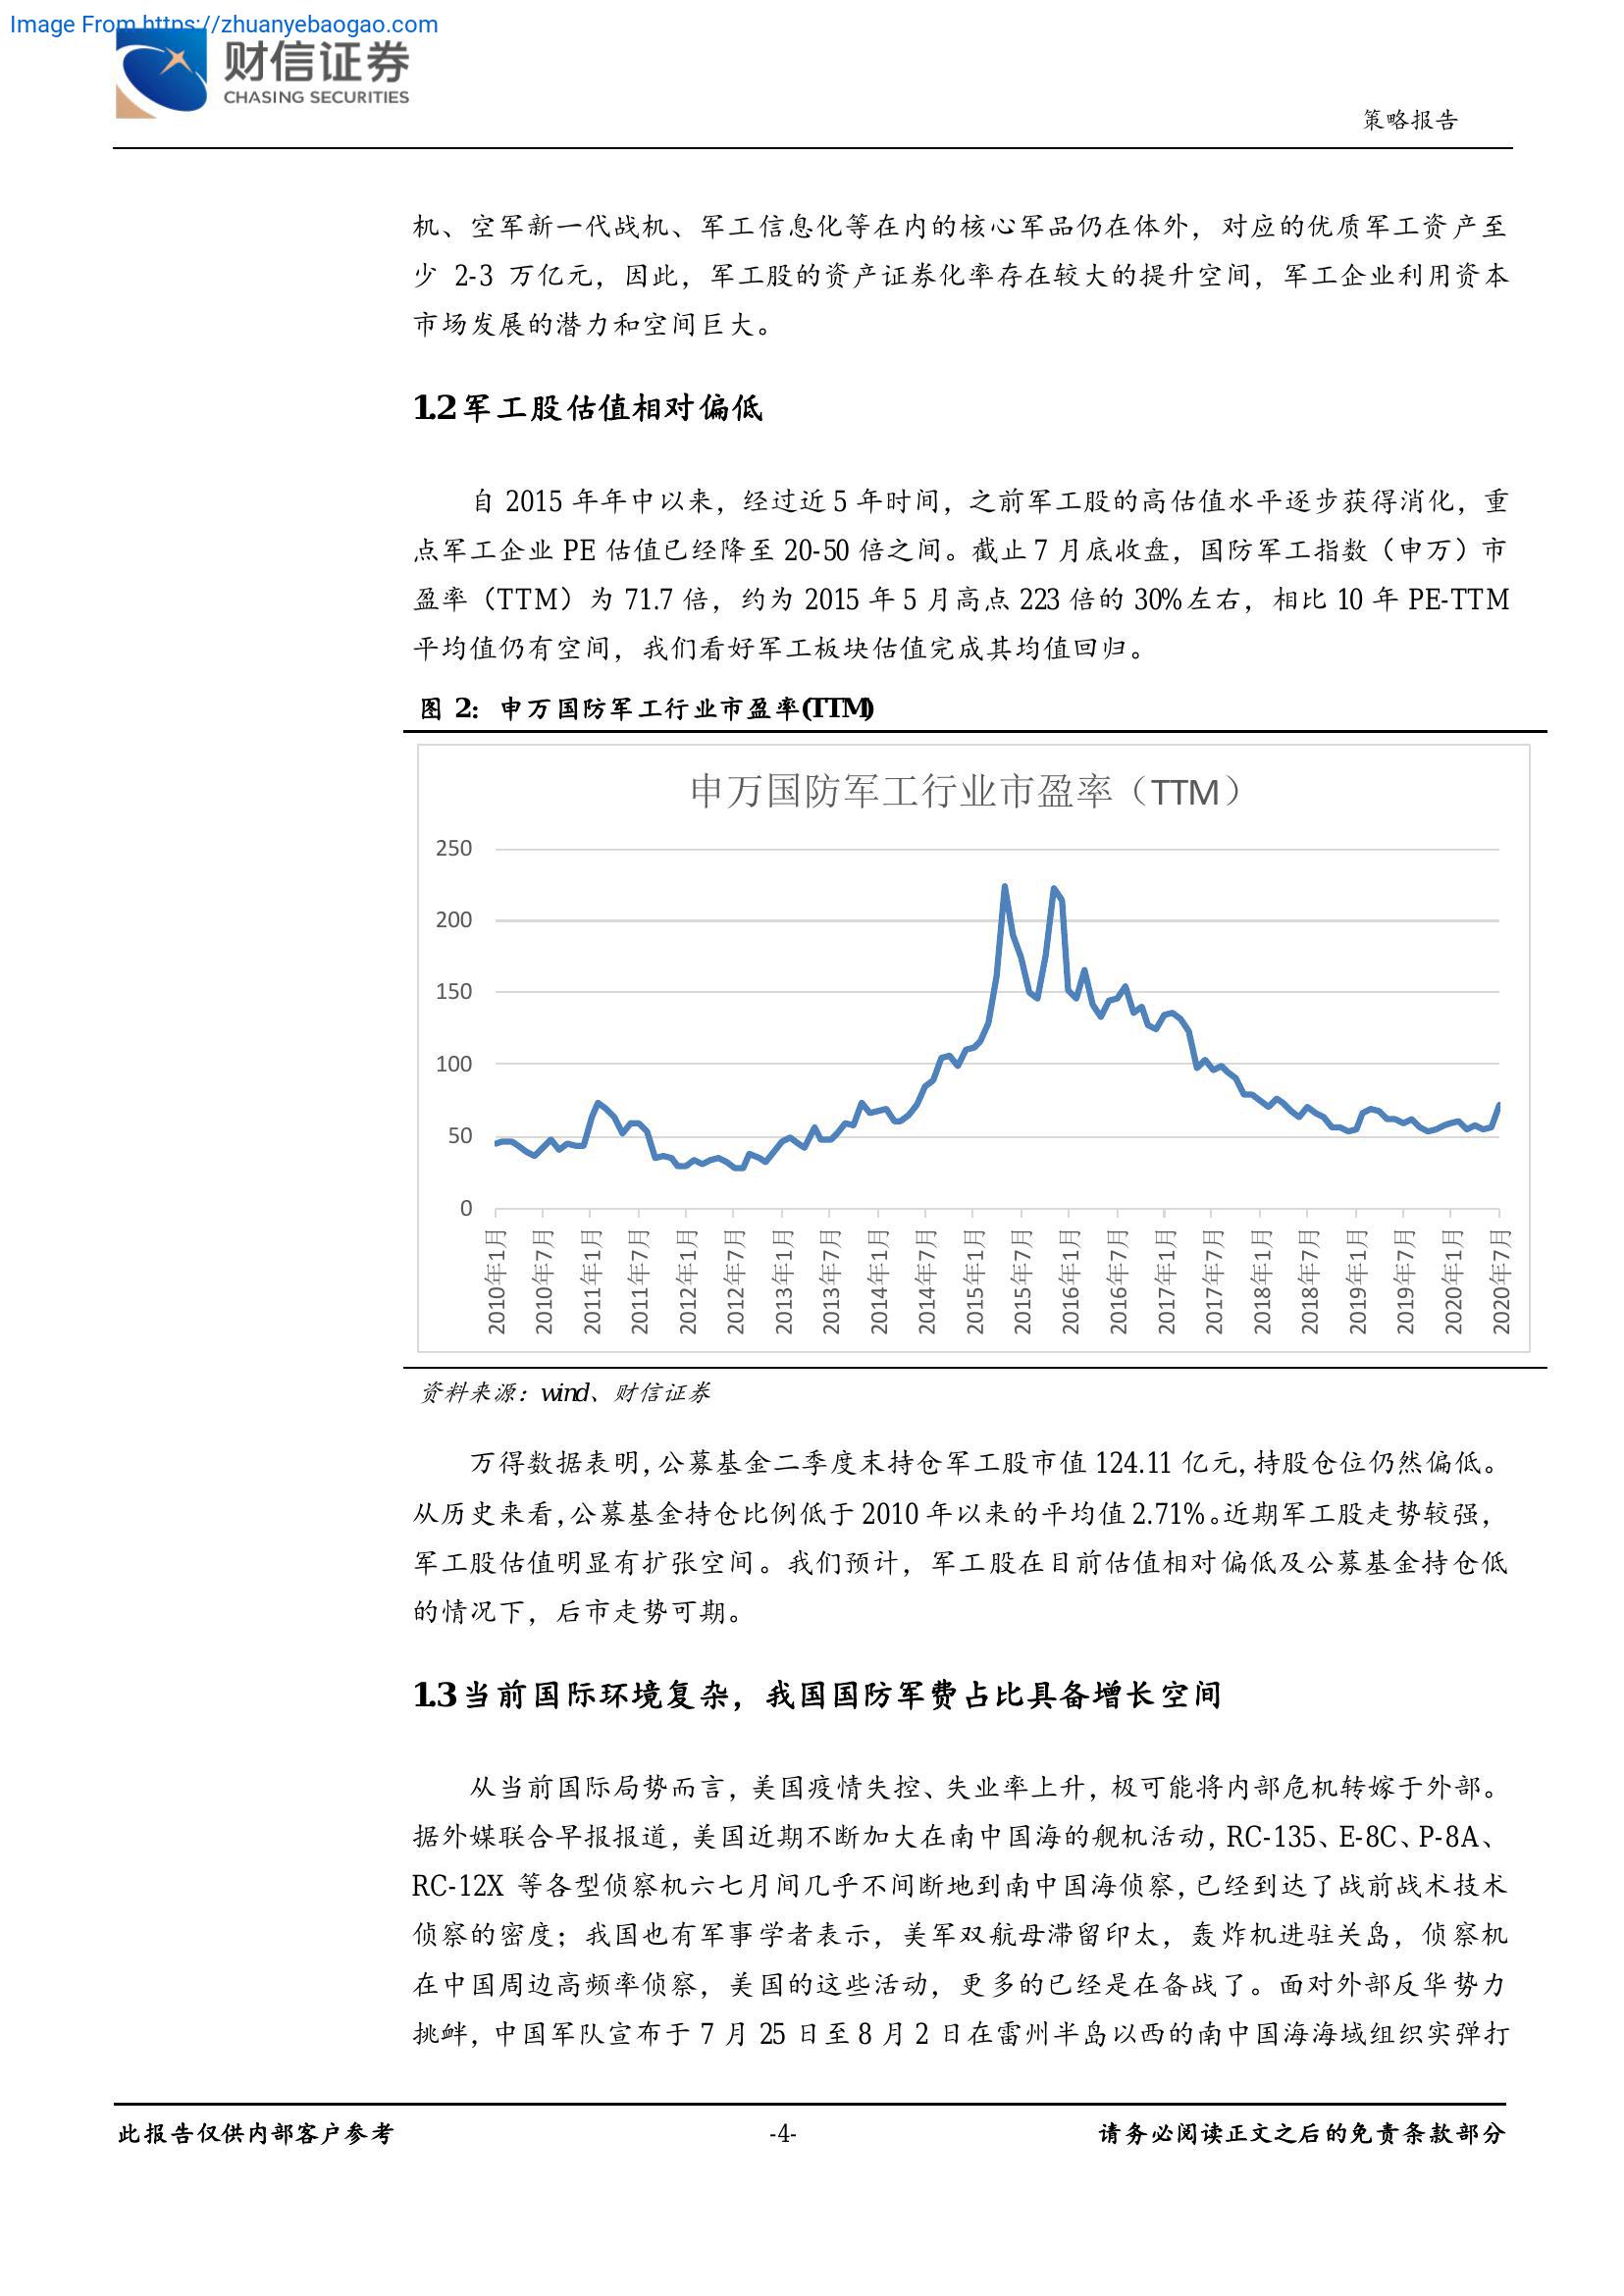 Image From https://zhuanyebaogao.com
财信证券
CHASING SECURITIES
策略报告
机、空军新一代战机、军工信息化等在内的核心军品仍在体外，对应的优质军工资产至
少 2-3 万亿元，因此，军工股的资产证券化率存在较大的提升空间，军工企业利用资本
市场发展的潜力和空间巨大。
1.2 军工股估值相对偏低
自 2015 年年中以来，经过近 5 年时间，之前军工股的高估值水平逐步获得消化，重
点军工企业 PE 估值已经降至 20-50 倍之间。截止 7 月底收盘，国防军工指数（申万）市
盈率（TTM）为 71.7 倍，约为 2015 年 5 月高点 223 倍的 30%左右，相比 10 年 PE-TTM
平均值仍有空间，我们看好军工板块估值完成其均值回归。
图 2：申万国防军工行业市盈率(TTM)
申万国防军工行业市盈率（TTM）
250
200
150
100
50
0
2010年1月
2010年7月
2011年1月
2011年7月
2012年1月
2012年7月
2013年1月
2013年7月
2014年1月
2014年7月
2015年1月
2015年7月
2016年1月
2016年7月
2017年1月
2017年7月
2018年1月
2018年7月
2019年1月
2019年7月
2020年1月
2020年7月
资料来源：wind、财信证券
万得数据表明,公募基金二季度末持仓军工股市值 124.11 亿元,持股仓位仍然偏低。
从历史来看,公募基金持仓比例低于 2010 年以来的平均值 2.71%。近期军工股走势较强，
军工股估值明显有扩张空间。我们预计，军工股在目前估值相对偏低及公募基金持仓低
的情况下，后市走势可期。
1.3 当前国际环境复杂，我国国防军费占比具备增长空间
从当前国际局势而言，美国疫情失控、失业率上升，极可能将内部危机转嫁于外部。
据外媒联合早报报道，美国近期不断加大在南中国海的舰机活动，RC-135、E-8C、P-8A、
RC-12X 等各型侦察机六七月间几乎不间断地到南中国海侦察，已经到达了战前战术技术
侦察的密度；我国也有军事学者表示，美军双航母滞留印太，轰炸机进驻关岛，侦察机
在中国周边高频率侦察，美国的这些活动，更多的已经是在备战了。面对外部反华势力
挑衅，中国军队宣布于 7 月 25 日至 8 月 2 日在雷州半岛以西的南中国海海域组织实弹打
此报告仅供内部客户参考
-4-
请务必阅读正文之后的免责条款部分